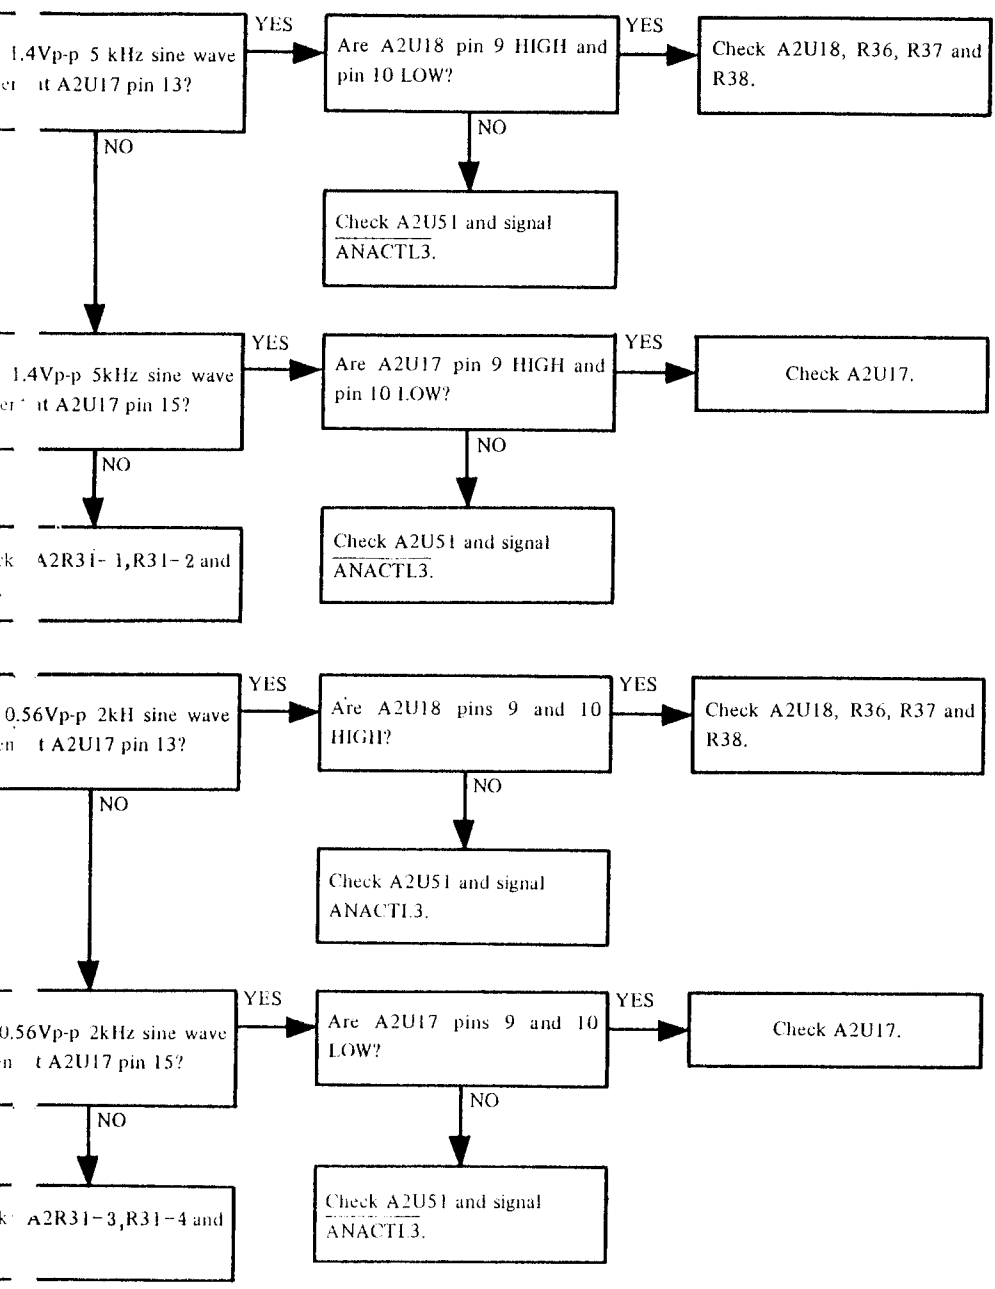 1.4Vp-p 5 kHz sine wave
at A2U17 pin 13?
YES
Are A2U18 pin 9 HIGH and
pin 10 LOW?
YES
Check A2U18, R36, R37 and
R38.
NO
NO
Check A2U51 and signal
ANACTL3.
1.4Vp-p 5kHz sine wave
at A2U17 pin 15?
YES
Are A2U17 pin 9 HIGH and
pin 10 LOW?
YES
Check A2U17.
NO
NO
A2R31-1,R31-2 and
Check A2U51 and signal
ANACTL3.
0.56Vp-p 2kH sine wave
A2U17 pin 13?
YES
Are A2U18 pins 9 and 10
HIGH?
YES
Check A2U18, R36, R37 and
R38.
NO
NO
Check A2U51 and signal
ANACTL3.
0.56Vp-p 2kHz sine wave
A2U17 pin 15?
YES
Are A2U17 pins 9 and 10
LOW?
YES
Check A2U17.
NO
NO
A2R31-3,R31-4 and
Check A2U51 and signal
ANACTL3.